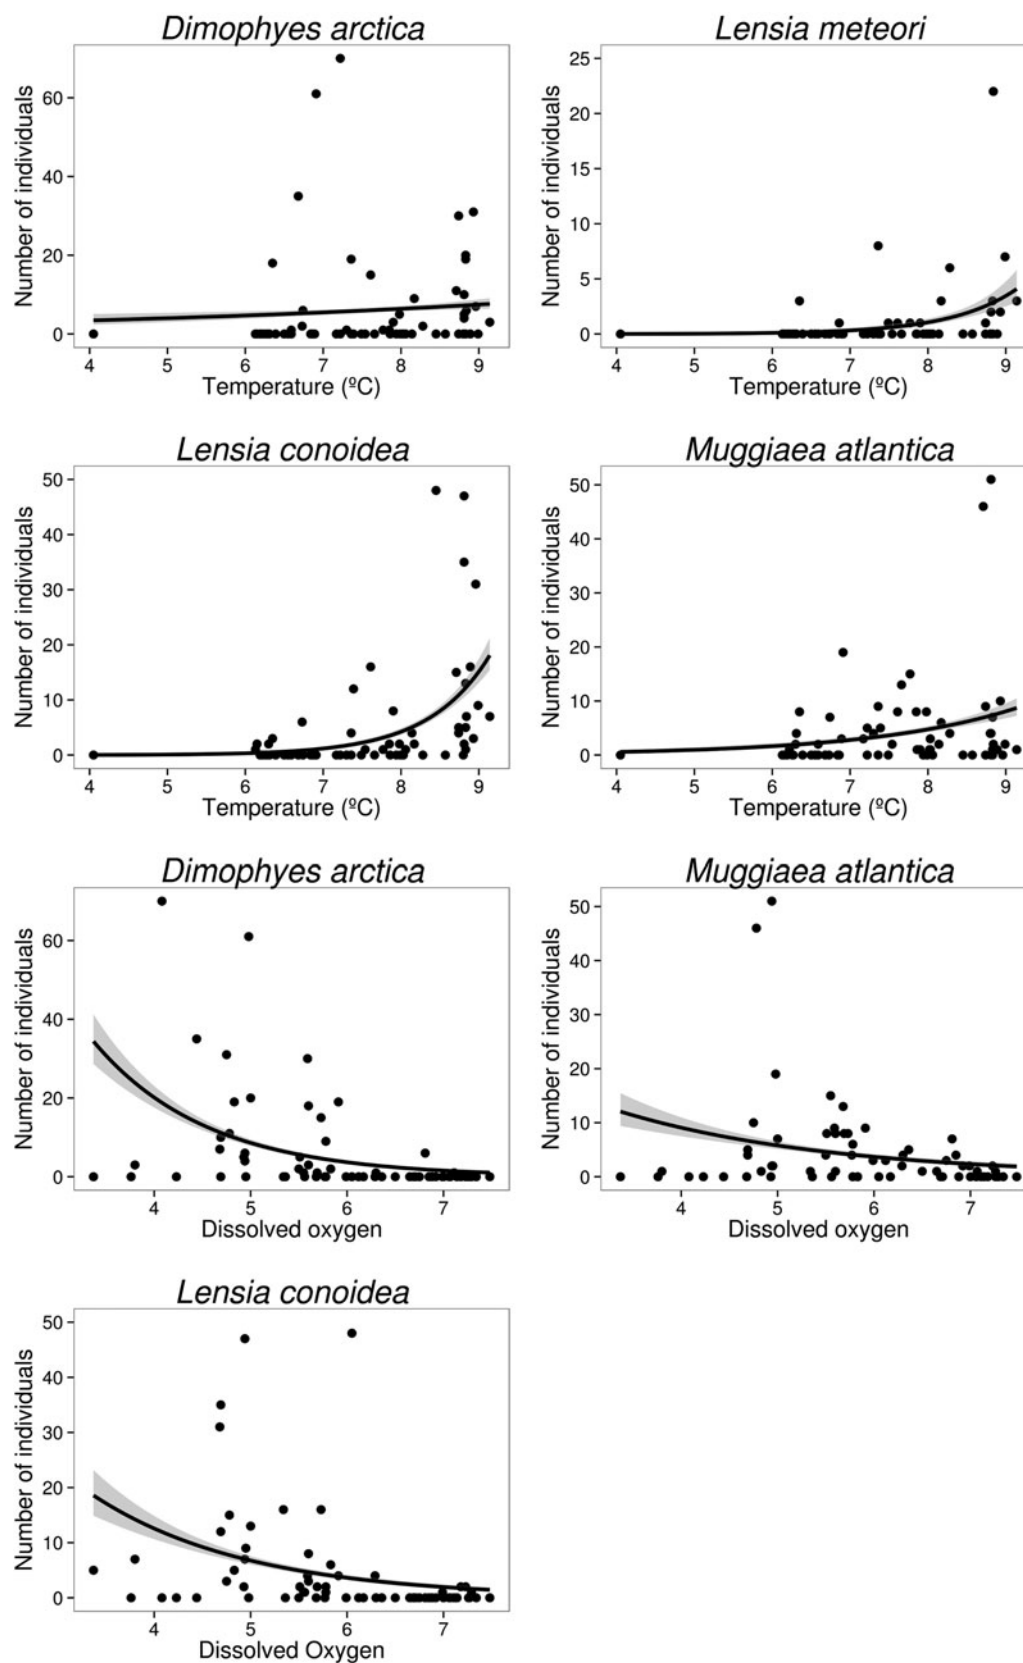 Dimophyes arctica
Number of individuals
60
40
20
0
4 5 6 7 8 9
Temperature (ºC)
Lensia meteori
Number of individuals
25
20
15
10
5
0
4 5 6 7 8 9
Temperature (ºC)
Lensia conoidea
Number of individuals
50
40
30
20
10
0
4 5 6 7 8 9
Temperature (ºC)
Muggiaea atlantica
Number of individuals
50
40
30
20
10
0
4 5 6 7 8 9
Temperature (ºC)
Dimophyes arctica
Number of individuals
60
40
20
0
4 5 6 7
Dissolved oxygen
Muggiaea atlantica
Number of individuals
50
40
30
20
10
0
4 5 6 7
Dissolved oxygen
Lensia conoidea
Number of individuals
50
40
30
20
10
0
4 5 6 7
Dissolved Oxygen